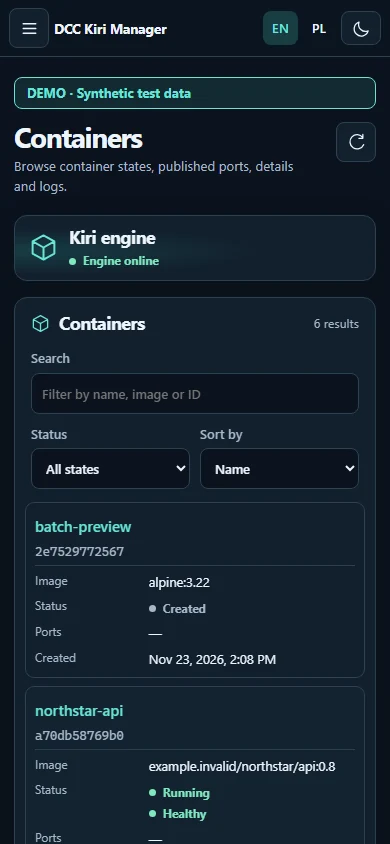 DCC Kiri Manager
EN
PL
DEMO · Synthetic test data
Containers
Browse container states, published ports, details
and logs.
Kiri engine
Engine online
Containers
6 results
Search
Filter by name, image or ID
Status
Sort by
All states
Name
batch-preview
2e7529772567
Image
alpine:3.22
Status
Created
Ports
—
Created
Nov 23, 2026, 2:08 PM
northstar-api
a70db58769b0
Image
example.invalid/northstar/api:0.8
Status
Running
Healthy
Ports
—